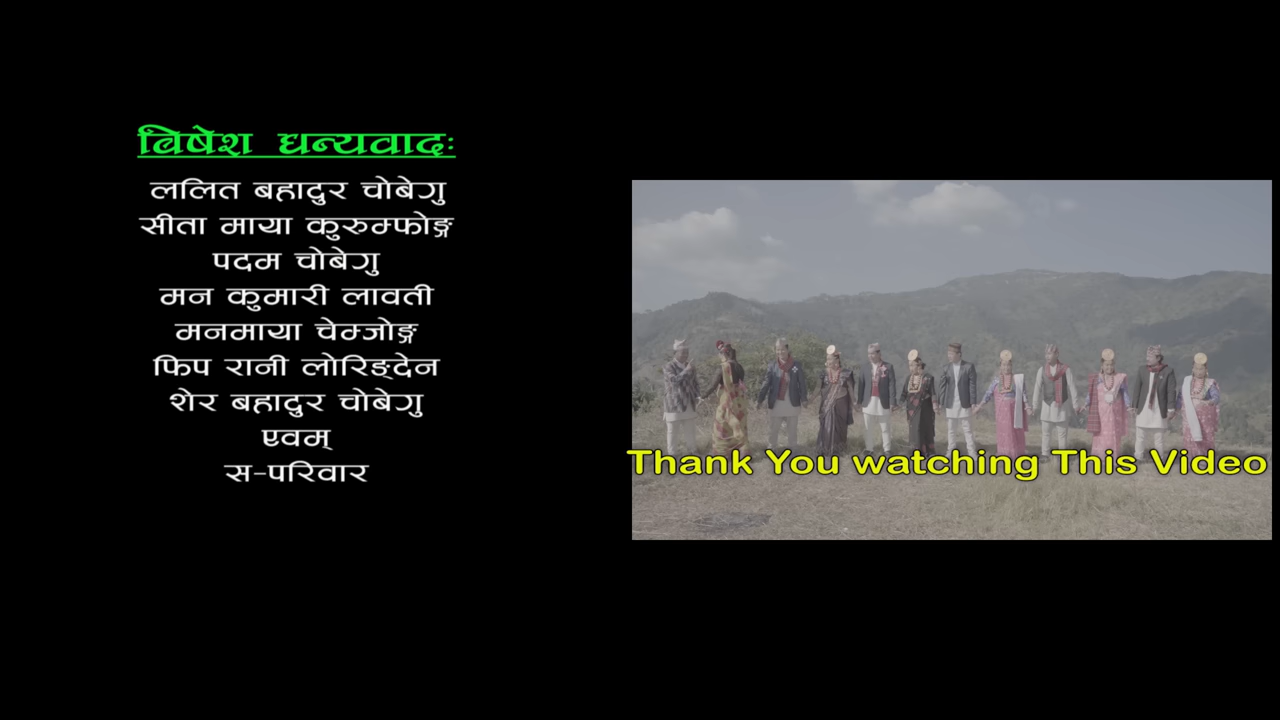 विषेश धन्यवादः
ललित बहादुर चोबेगु
सीता माया कुरुम्फोङ्ग
पदम चोबेगु
मन कुमारी लावती
मनमाया चेम्जोङ्ग
फिप रानी लोरिङ्देन
शेर बहादुर चोबेगु
एवम्
स-परिवार
Thank You watching This Video